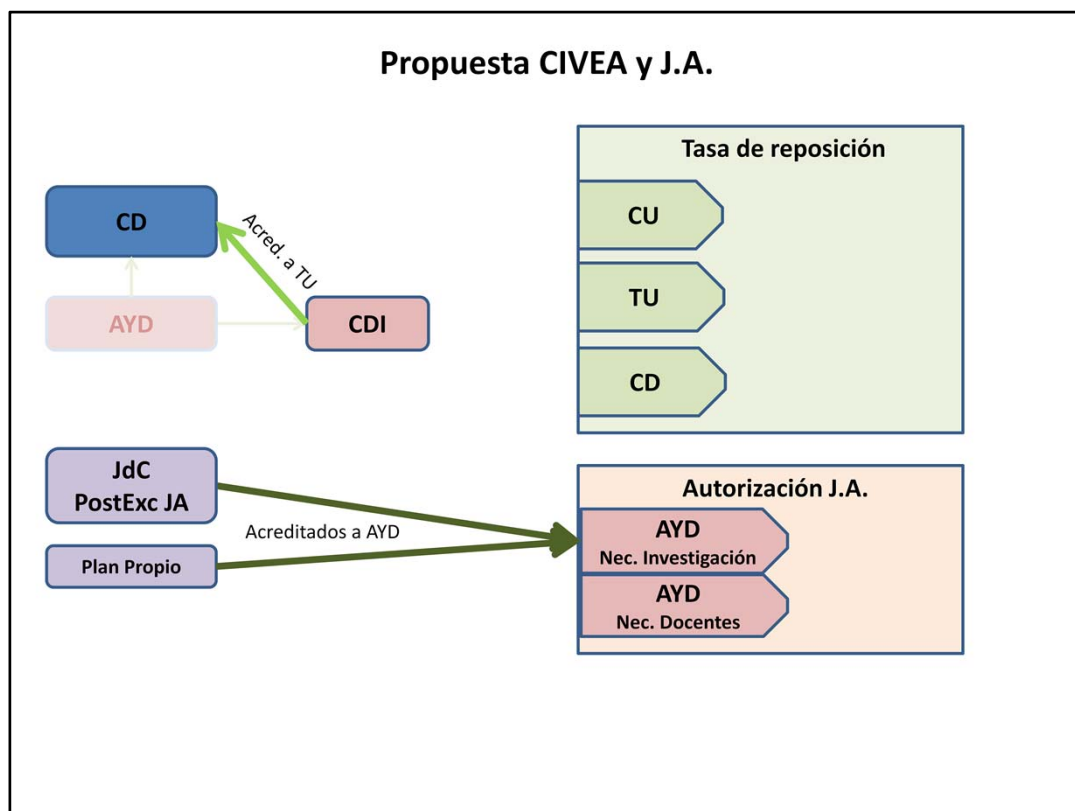 Propuesta CIVEA y J.A.
Tasa de reposición
CU
CD
Acred. a TU
TU
AYD
CDI
CD
JdC
PostExc JA
Autorización J.A.
AYD
Nec. Investigación
Acreditados a AYD
Plan Propio
AYD
Nec. Docentes